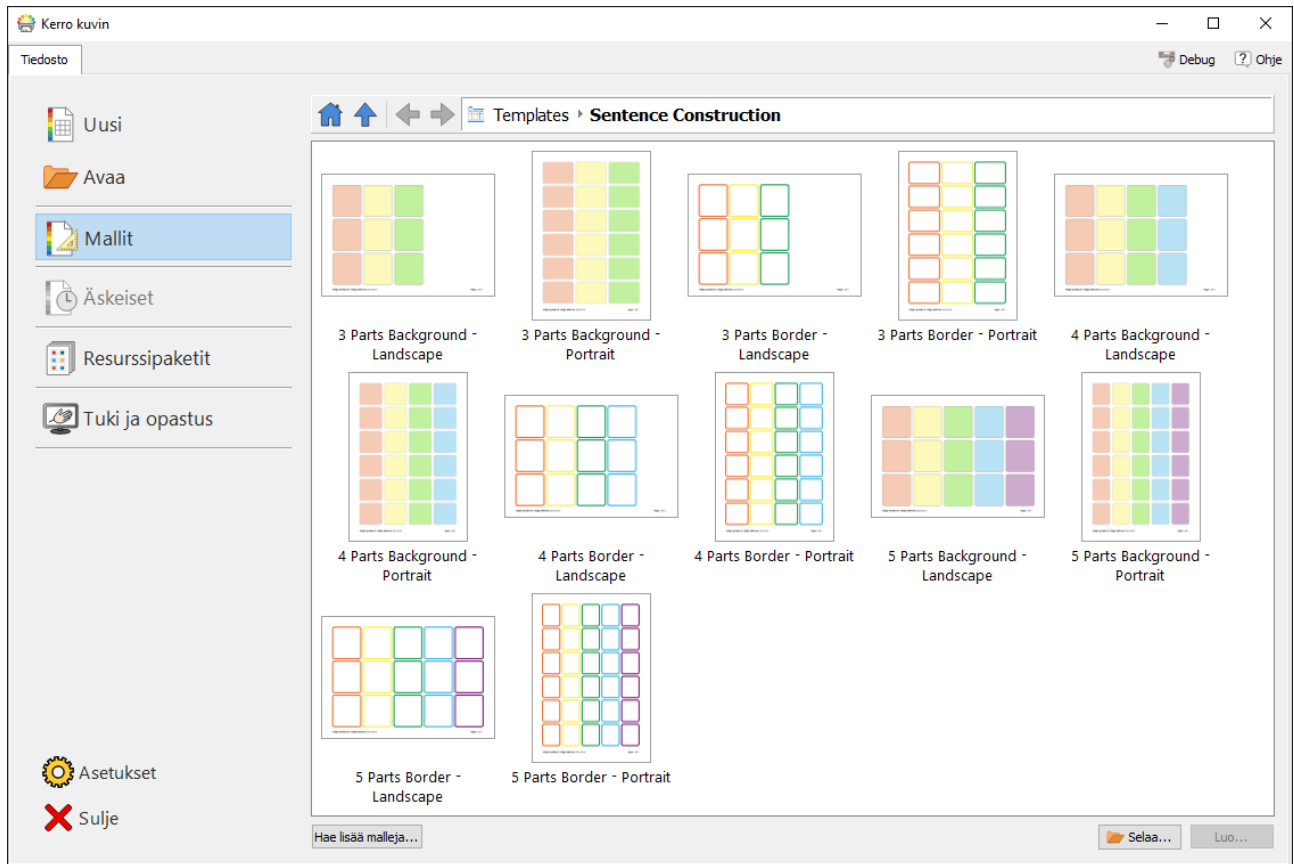 Kerro kuvin
Tiedosto
Debug
Ohje
Uusi
Avaa
Mallit
Äskeiset
Resurssipaketit
Tuki ja opastus
Asetukset
Sulje
Templates
Sentence Construction
3 Parts Background -
Landscape
3 Parts Background -
Portrait
3 Parts Border -
Landscape
3 Parts Border - Portrait
4 Parts Background -
Landscape
4 Parts Background -
Portrait
4 Parts Border -
Landscape
4 Parts Border - Portrait
5 Parts Background -
Landscape
5 Parts Background -
Portrait
5 Parts Border -
Landscape
5 Parts Border - Portrait
Hae lisää malleja...
Selaa...
Luo...